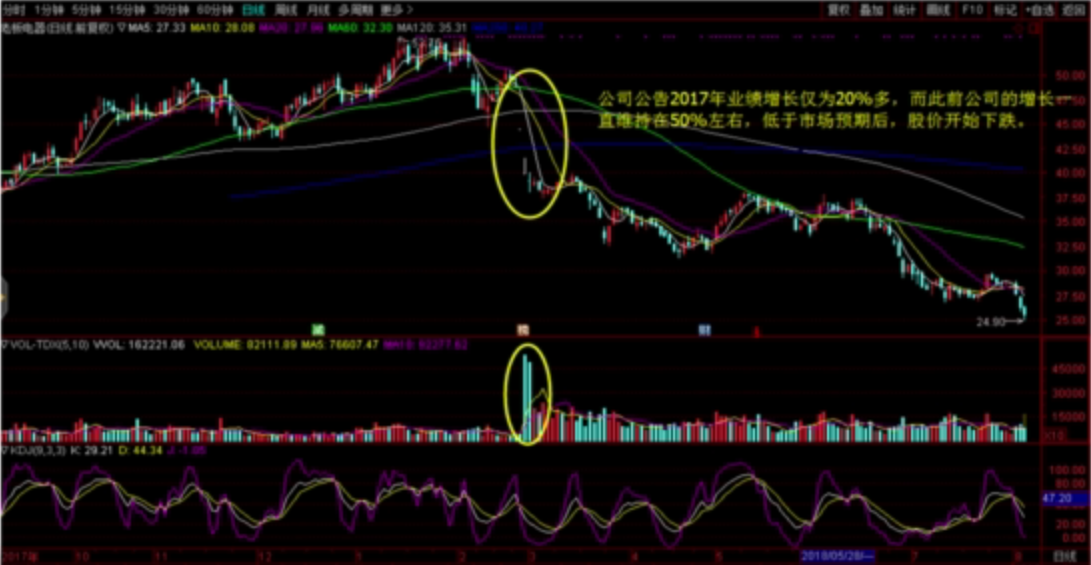 分时 1分钟 5分钟 15分钟 30分钟 60分钟 日线 周线 月线 多周期 更多> 复权 叠加 统计 画线 F10 标记 +自选 返回
老板电器(日线.前复权) ▽MA5: 27.33 MA10: 28.08 MA20: 27.98 MA60: 32.30 MA120: 35.31
50.00
公司公告2017年业绩增长仅为20%多，而此前公司的增长一
直维持在50%左右，低于市场预期后，股价开始下跌。
45.00
42.50
40.00
37.50
35.00
32.50
30.00
27.50
25.00
24.90
减
榜
财
▽VOL-TDX(5,10) VVOL: 162221.06 VOLUME: 82111.89 MA5: 76607.47 MA10: 82277.62
45000
30000
15000
X10
▽KDJ(9,3,3) K: 29.21 D: 44.34 J: -1.05
100.00
80.00
47.20
20.00
0.00
2017年 10 11 12 1 2 3 4 5 2018/05/28/一 7 8 日线